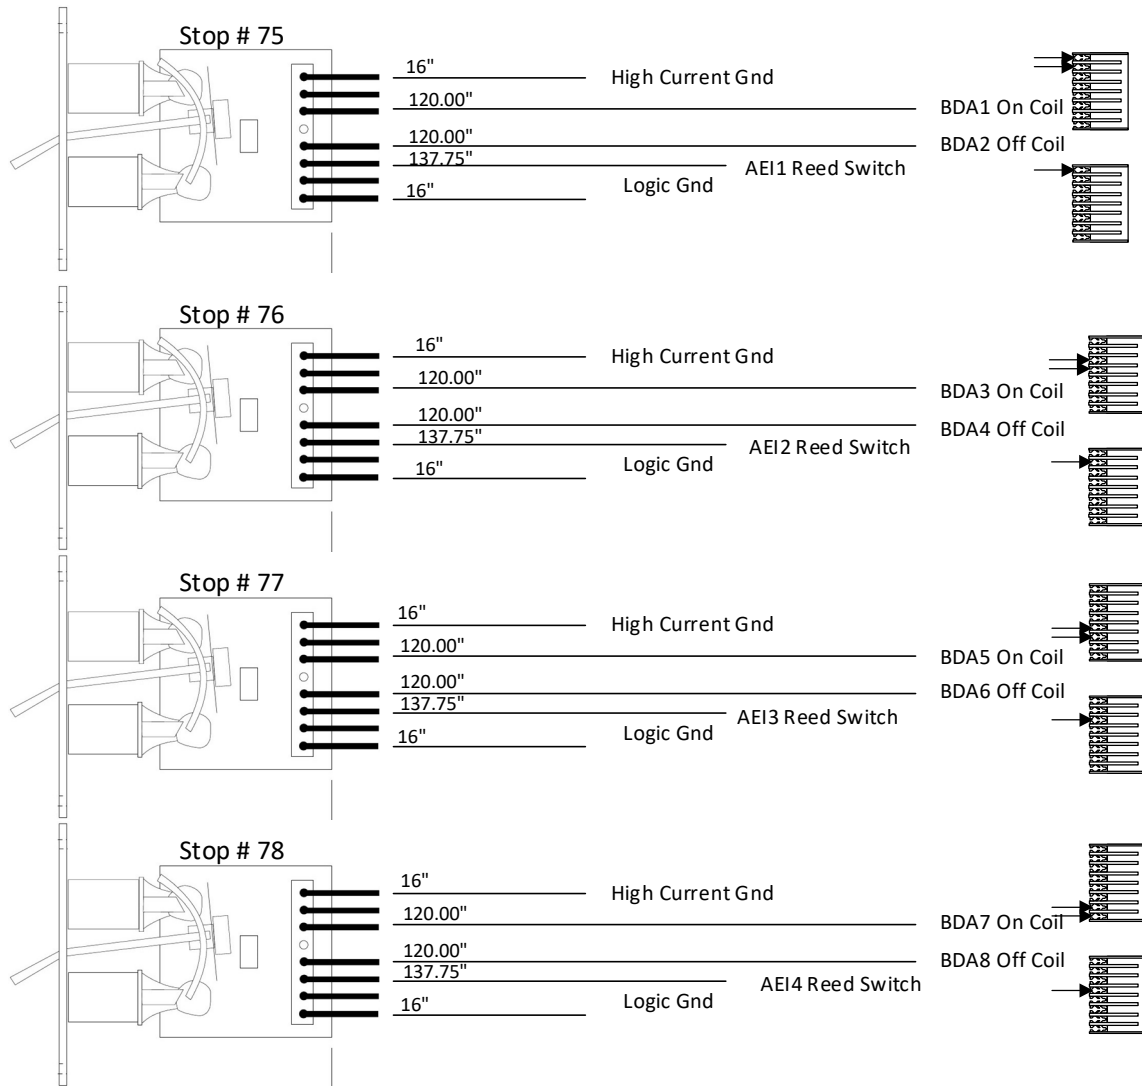 Stop # 75
16"
High Current Gnd
120.00"
BDA1 On Coil
120.00"
BDA2 Off Coil
137.75"
AEI1 Reed Switch
Logic Gnd
16"
Stop # 76
16"
High Current Gnd
120.00"
BDA3 On Coil
120.00"
BDA4 Off Coil
137.75"
AEI2 Reed Switch
Logic Gnd
16"
Stop # 77
16"
High Current Gnd
120.00"
BDA5 On Coil
120.00"
BDA6 Off Coil
137.75"
AEI3 Reed Switch
Logic Gnd
16"
Stop # 78
16"
High Current Gnd
120.00"
BDA7 On Coil
120.00"
BDA8 Off Coil
137.75"
AEI4 Reed Switch
Logic Gnd
16"